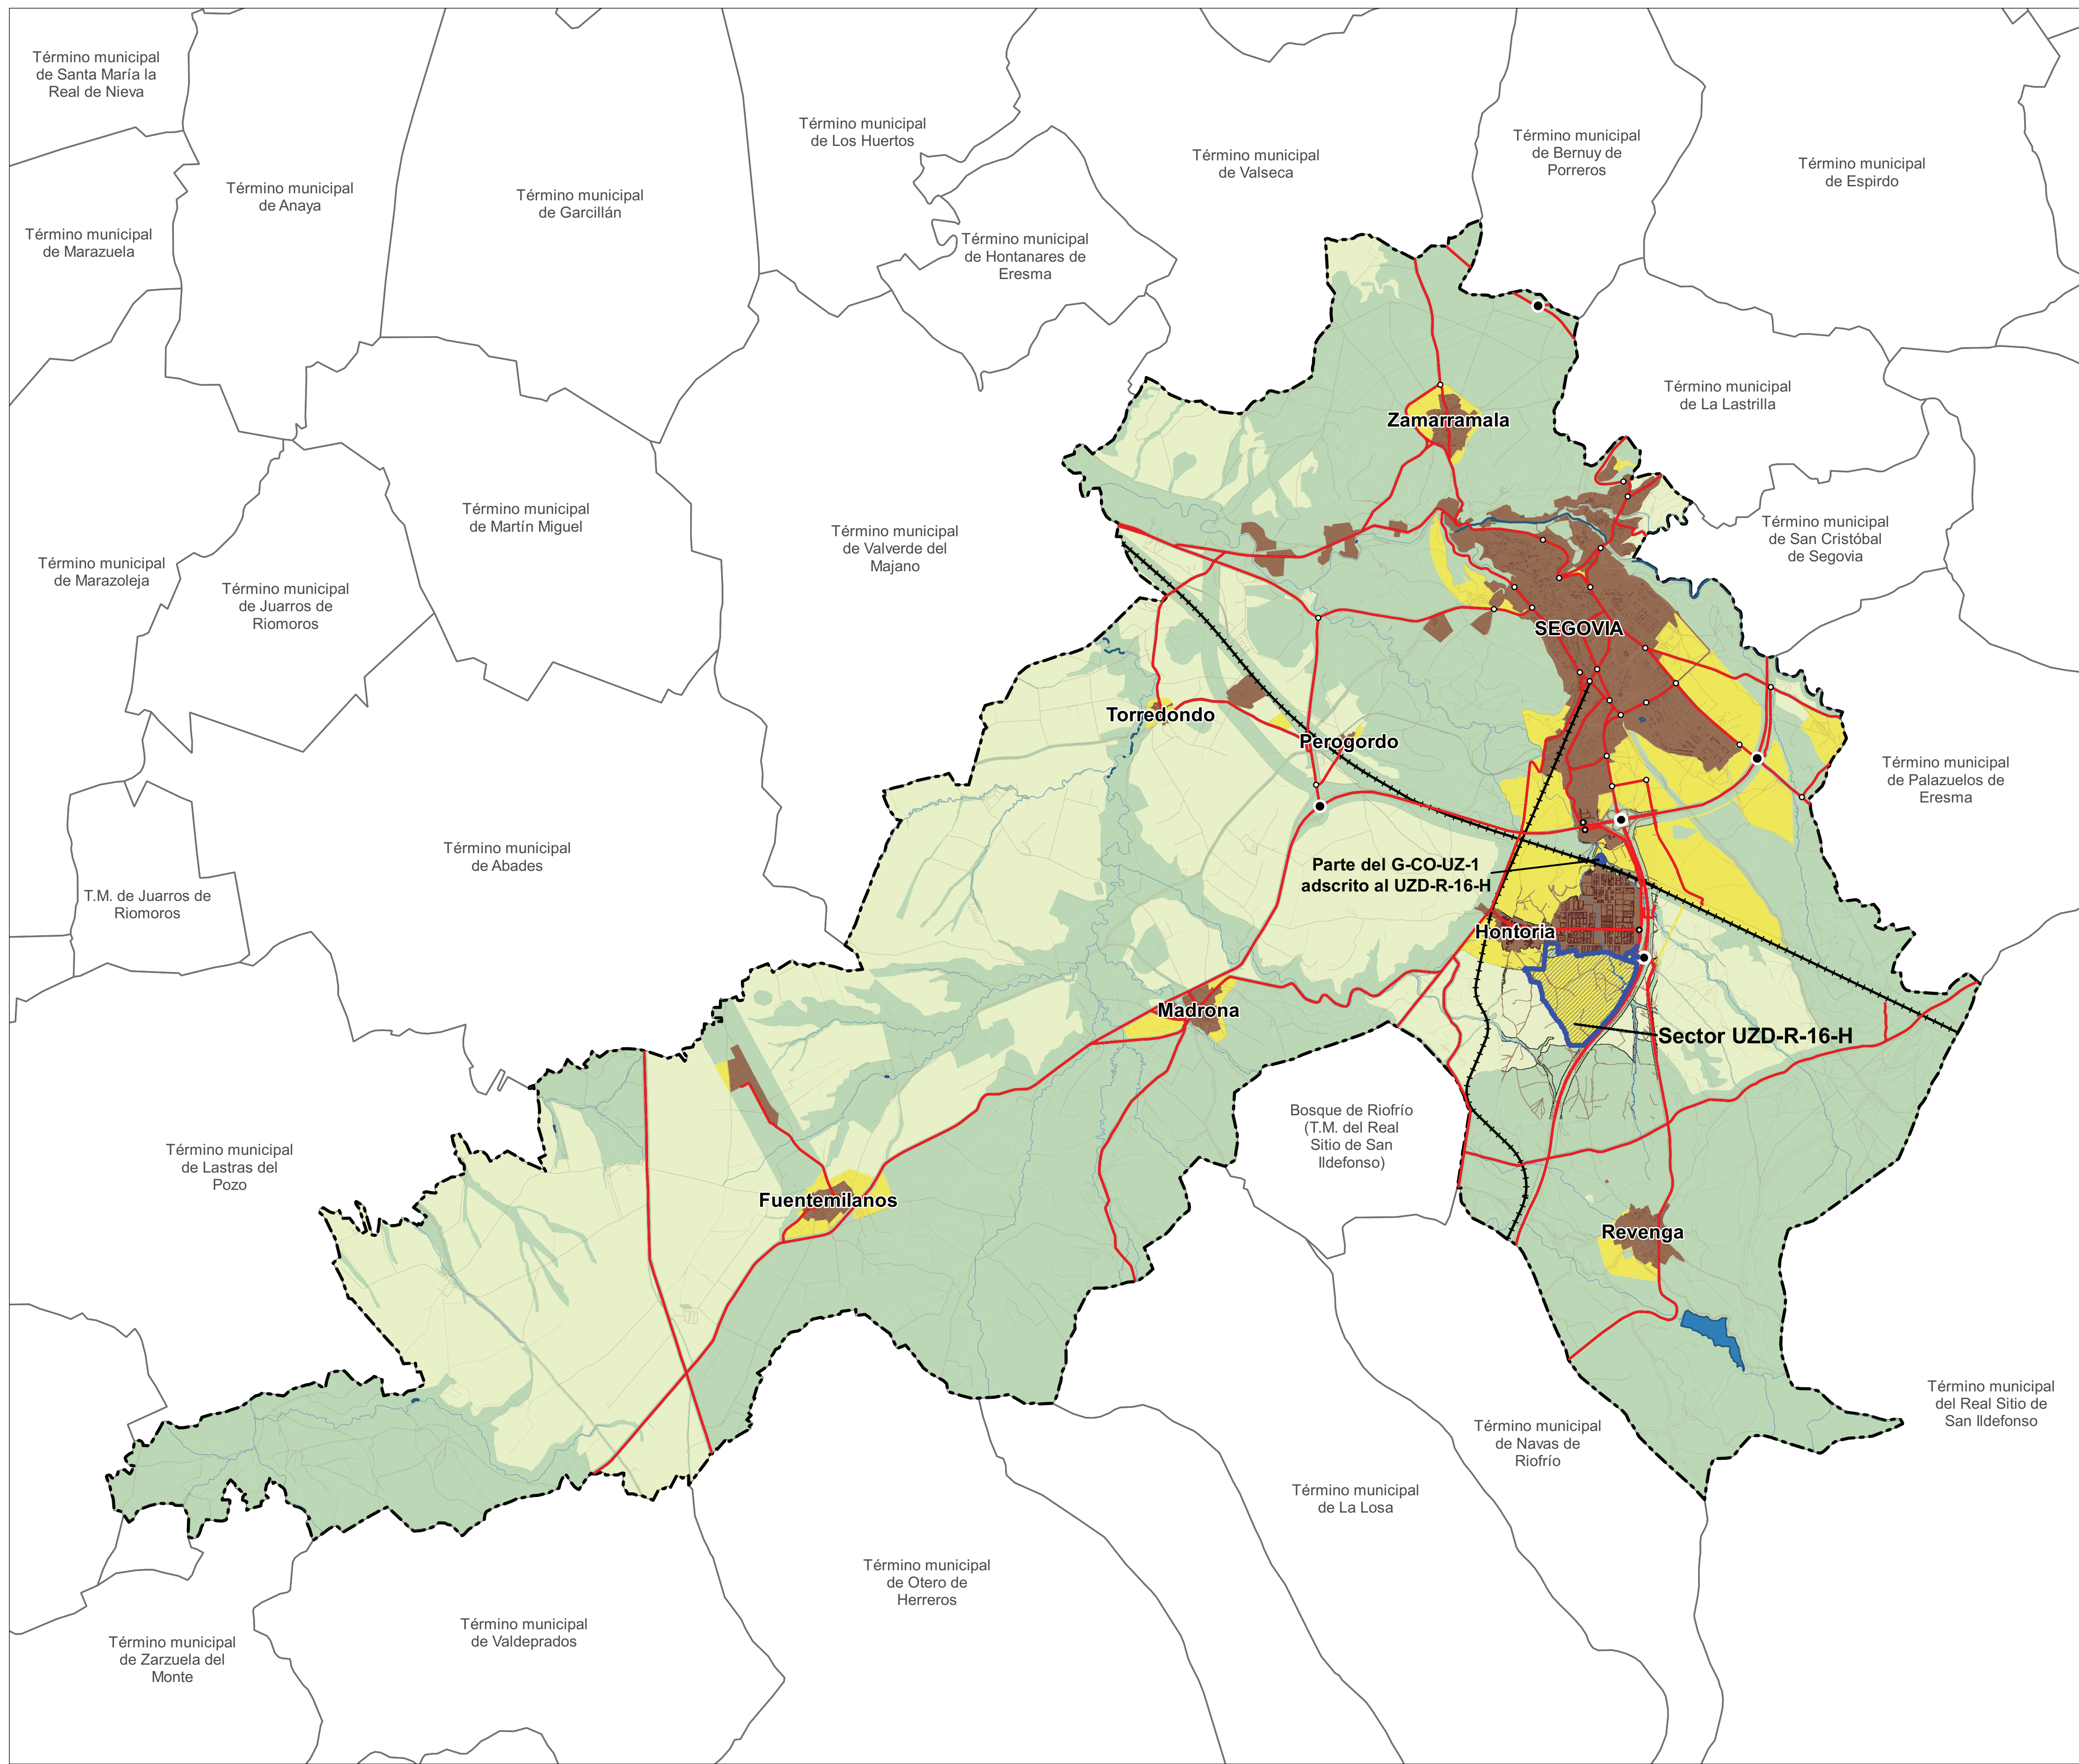 Término municipal
de Santa María la
Real de Nieva
Término municipal
de Los Huertos
Término municipal
de Valseca
Término municipal
de Bernuy de
Porreros
Término municipal
de Espirdo
Término municipal
de Anaya
Término municipal
de Garcillán
Término municipal
de Marazuela
Término municipal
de Hontanares de
Eresma
Término municipal
de La Lastrilla
Zamarramala
Término municipal
de Martín Miguel
Término municipal
de Valverde del
Majano
Término municipal
de San Cristóbal
de Segovia
Término municipal
de Marazoleja
Término municipal
de Juarros de
Riomoros
SEGOVIA
Torredondo
Perogordo
Término municipal
de Palazuelos de
Eresma
Término municipal
de Abades
Parte del G-CO-UZ-1
adscrito al UZD-R-16-H
T.M. de Juarros de
Riomoros
Hontoria
Madrona
Sector UZD-R-16-H
Bosque de Riofrío
(T.M. del Real
Sitio de San
Ildefonso)
Término municipal
de Lastras del
Pozo
Fuentemilanos
Revenga
Término municipal
del Real Sitio de
San Ildefonso
Término municipal
de Navas de
Riofrío
Término municipal
de La Losa
Término municipal
de Otero de
Herreros
Término municipal
de Valdeprados
Término municipal
de Zarzuela del
Monte